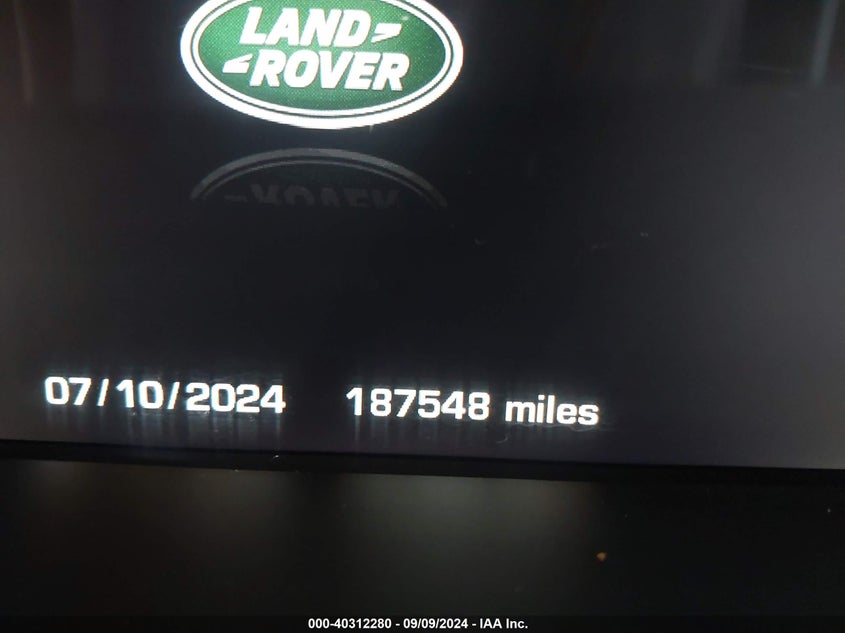 LAND
ROVER
07/10/2024 187548 miles
000-40312280 - 09/09/2024 - IAA Inc.